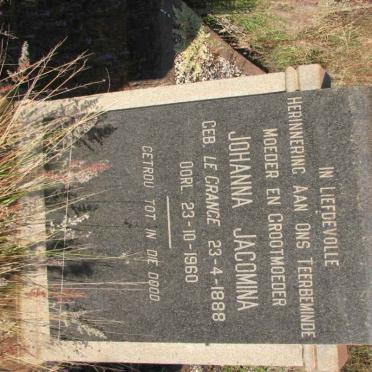 IN LIEFDEVOLLE
HERINNERING AAN ONS TEERBEMINDE
MOEDER EN GROOTMOEDER
JOHANNA JACOMINA
GEB. LE GRANGE 23-4-1888
OORL. 23-10-1960
GETROU TOT IN DIE DOOD.